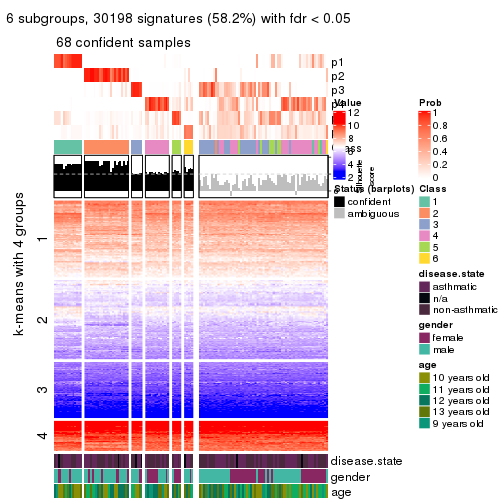 6 subgroups, 30198 signatures (58.2%) with fdr < 0.05
68 confident samples
p1
p2
p3
k-means with 4 groups
1
2
3
4
Value
12
10
8
6
4
2
Status (barplots)
confident
ambiguous
Prob
1
0.8
0.6
0.4
0.2
0
Class
1
2
3
4
5
6
disease.state
asthmatic
n/a
non-asthmatic
gender
female
male
age
10 years old
11 years old
12 years old
13 years old
9 years old
disease.state
gender
age